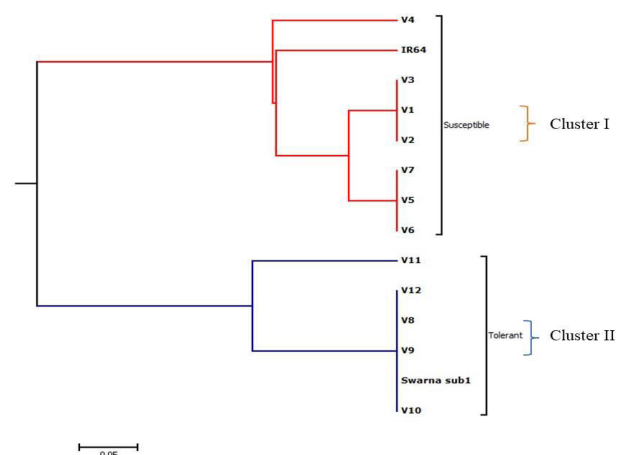 V4
IR64
V3
V1
V2
Susceptible
Cluster I
V7
V5
V6
V11
V12
V8
V9
Tolerant
Cluster II
Swarna sub1
V10